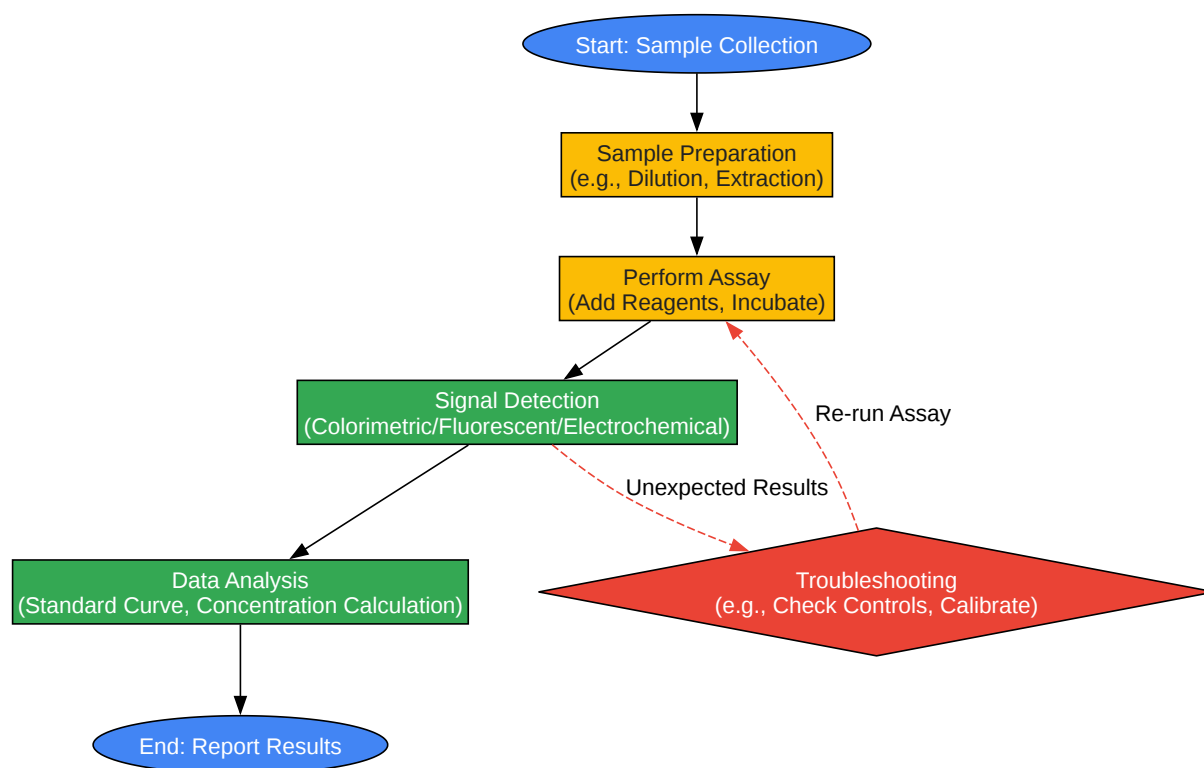 Start: Sample Collection
Sample Preparation
(e.g., Dilution, Extraction)
Perform Assay
(Add Reagents, Incubate)
Signal Detection
(Colorimetric/Fluorescent/Electrochemical)
Re-run Assay
Unexpected Results
Data Analysis
(Standard Curve, Concentration Calculation)
Troubleshooting
(e.g., Check Controls, Calibrate)
End: Report Results